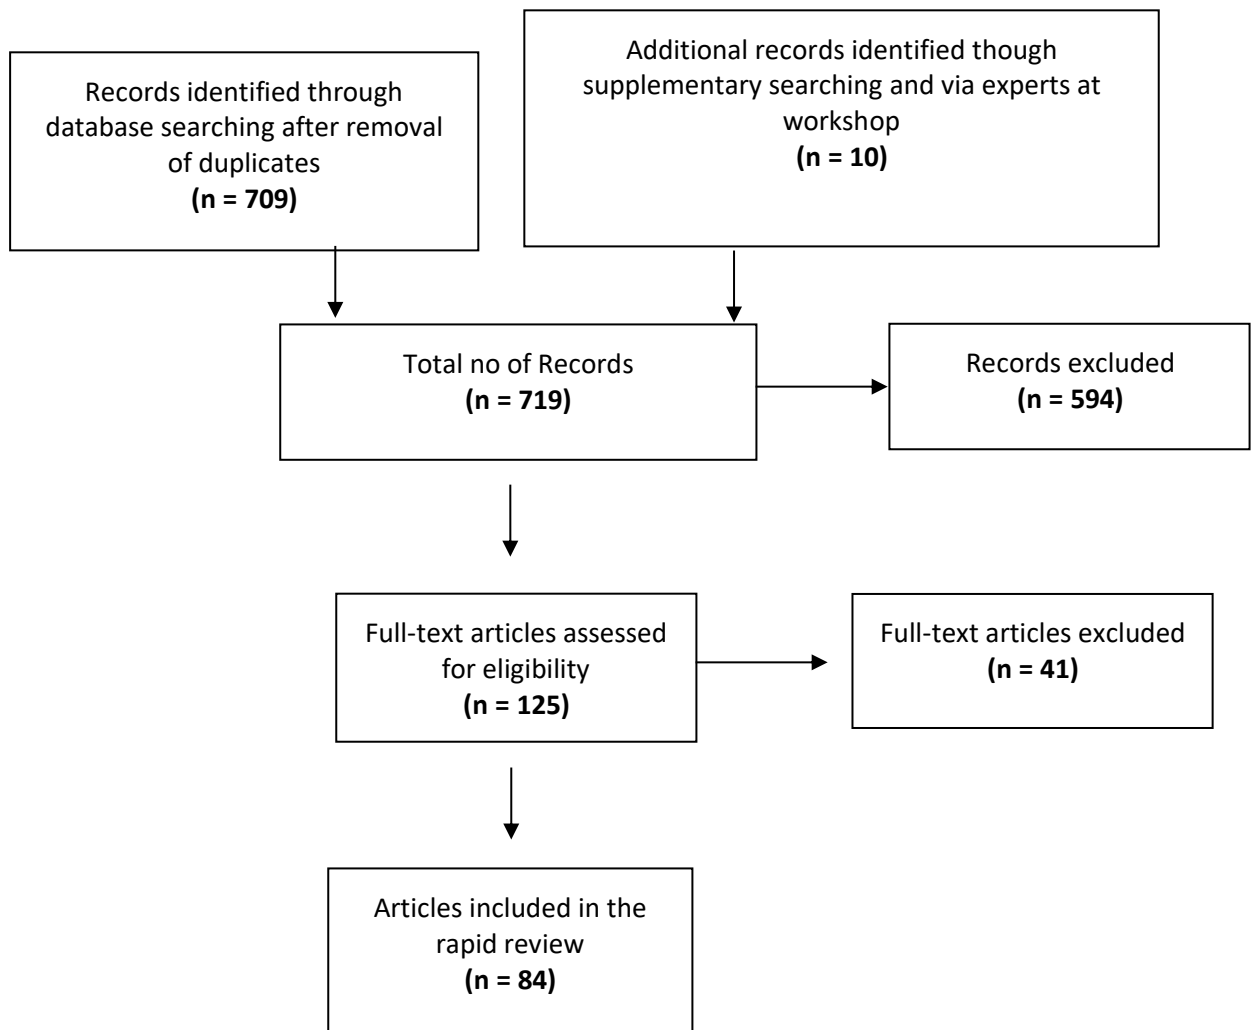 Records identified through
database searching after removal
of duplicates
(n = 709)
Additional records identified though
supplementary searching and via experts at
workshop
(n = 10)
Total no of Records
(n = 719)
Records excluded
(n = 594)
Full-text articles assessed
for eligibility
(n = 125)
Full-text articles excluded
(n = 41)
Articles included in the
rapid review
(n = 84)